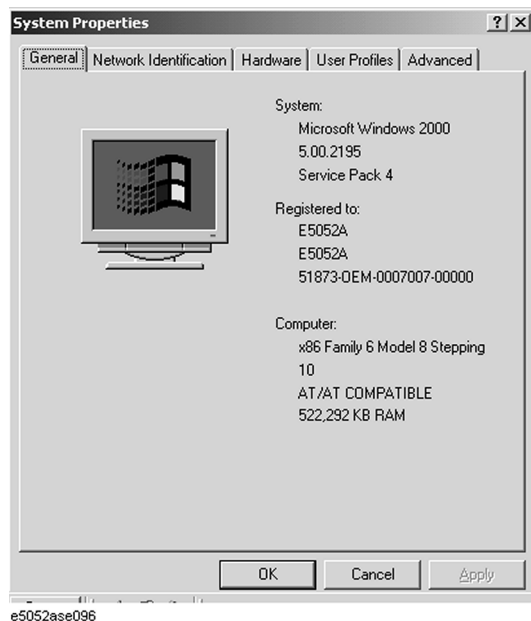 System Properties
? X
General Network Identification Hardware User Profiles Advanced
System:
Microsoft Windows 2000
5.00.2195
Service Pack 4
Registered to:
E5052A
E5052A
51873-OEM-0007007-00000
Computer:
x86 Family 6 Model 8 Stepping
10
AT/AT COMPATIBLE
522,292 KB RAM
OK Cancel Apply
e5052ase096